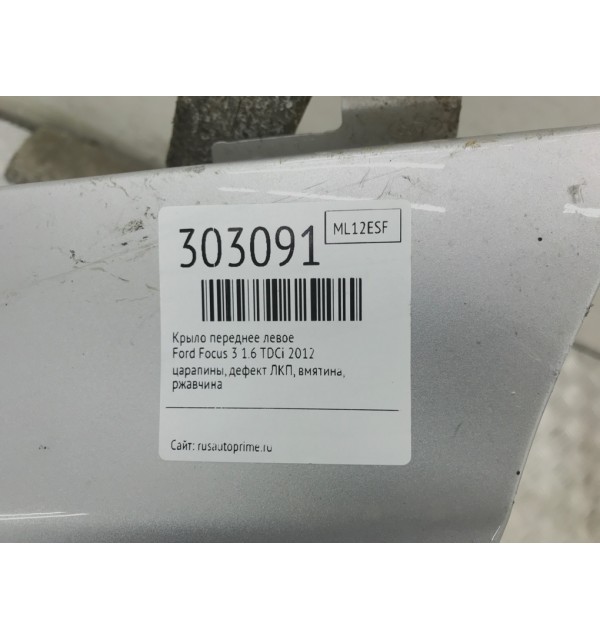 303091
ML12ESF
Крыло переднее левое
Ford Focus 3 1.6 TDCi 2012
царапины, дефект ЛКП, вмятина,
ржавчина
Сайт: rusautoprime.ru